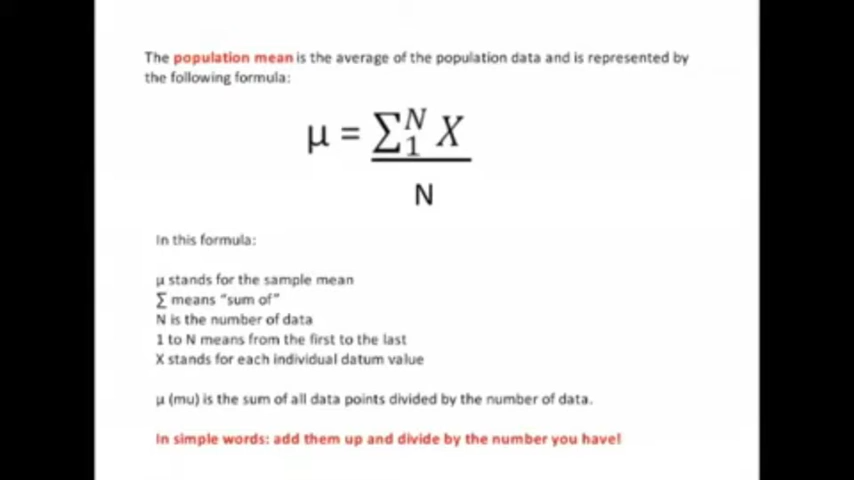 The population mean is the average of the population data and is represented by
the following formula:
μ = ∑₁ᴺ X
N
In this formula:
μ stands for the sample mean
∑ means "sum of"
N is the number of data
1 to N means from the first to the last
X stands for each individual datum value
μ (mu) is the sum of all data points divided by the number of data.
In simple words: add them up and divide by the number you have!